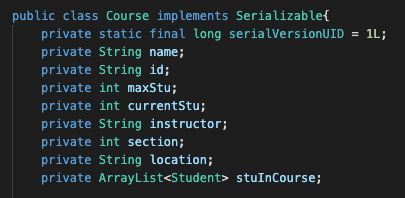 public class Course implements Serializable{
private static final long serialVersionUID = 1L;
private String name;
private String id;
private int maxStu;
private int currentStu;
private String instructor;
private int section;
private String location;
private ArrayList<Student> stuInCourse;